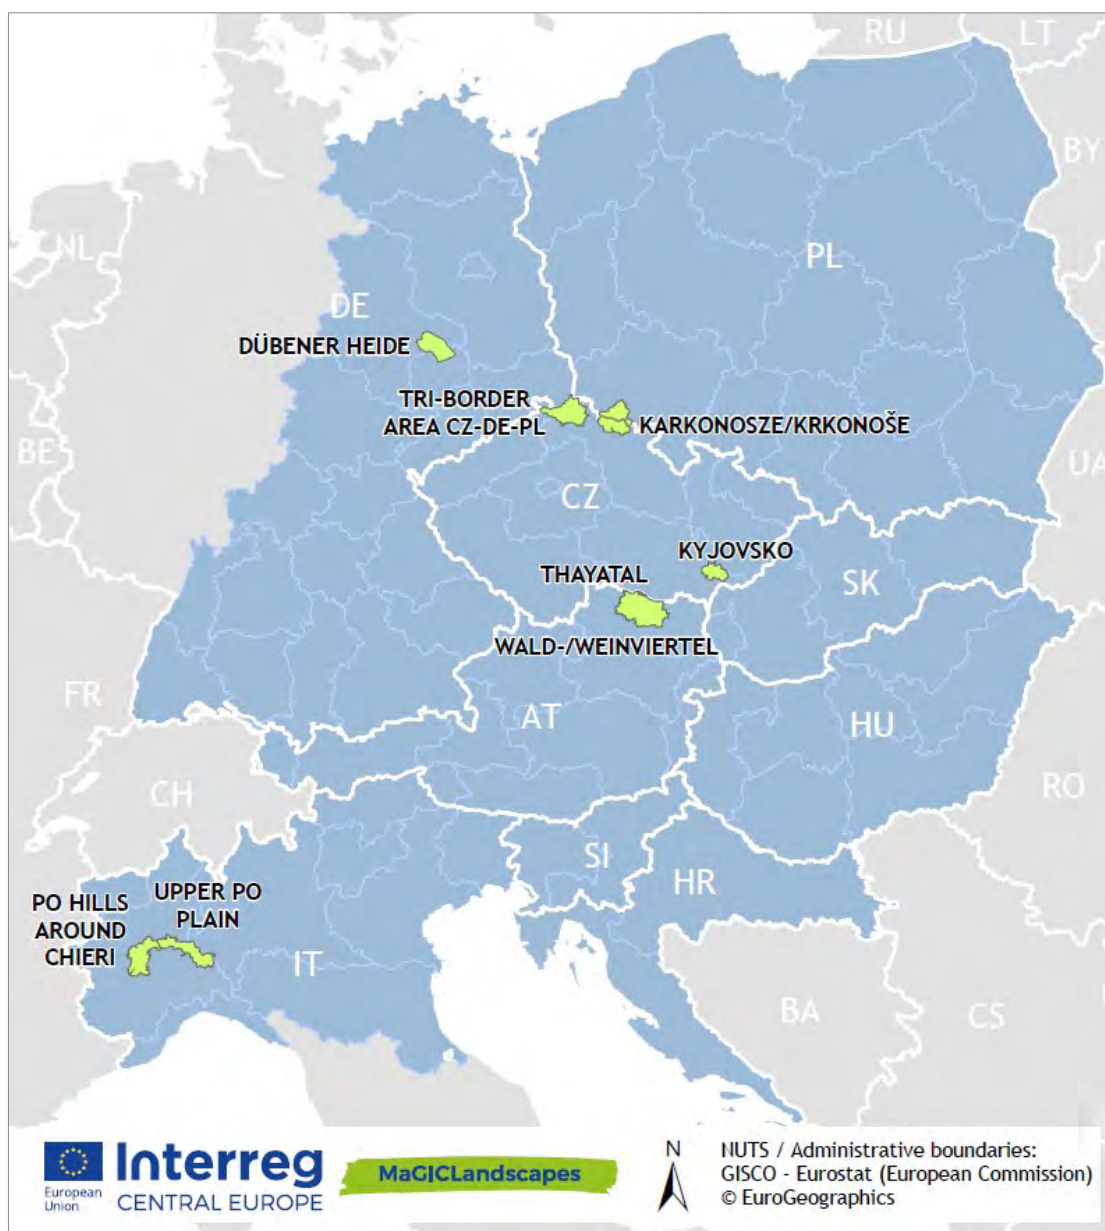 RU
LT
BY
NL
PL
DE
DÜBENER HEIDE
TRI-BORDER
AREA CZ-DE-PL
KARKONOSZE/KRKONOŠE
BE
UA
CZ
KYJOVSKO
THAYATAL
SK
WALD-/WEINVIERTEL
FR
AT
HU
CH
RO
SI
HR
PO HILLS
AROUND
CHIERI
UPPER PO
PLAIN
IT
BA
CS
European
Union
Interreg
CENTRAL EUROPE
MaGICLandscapes
N
NUTS / Administrative boundaries:
GISCO - Eurostat (European Commission)
© EuroGeographics